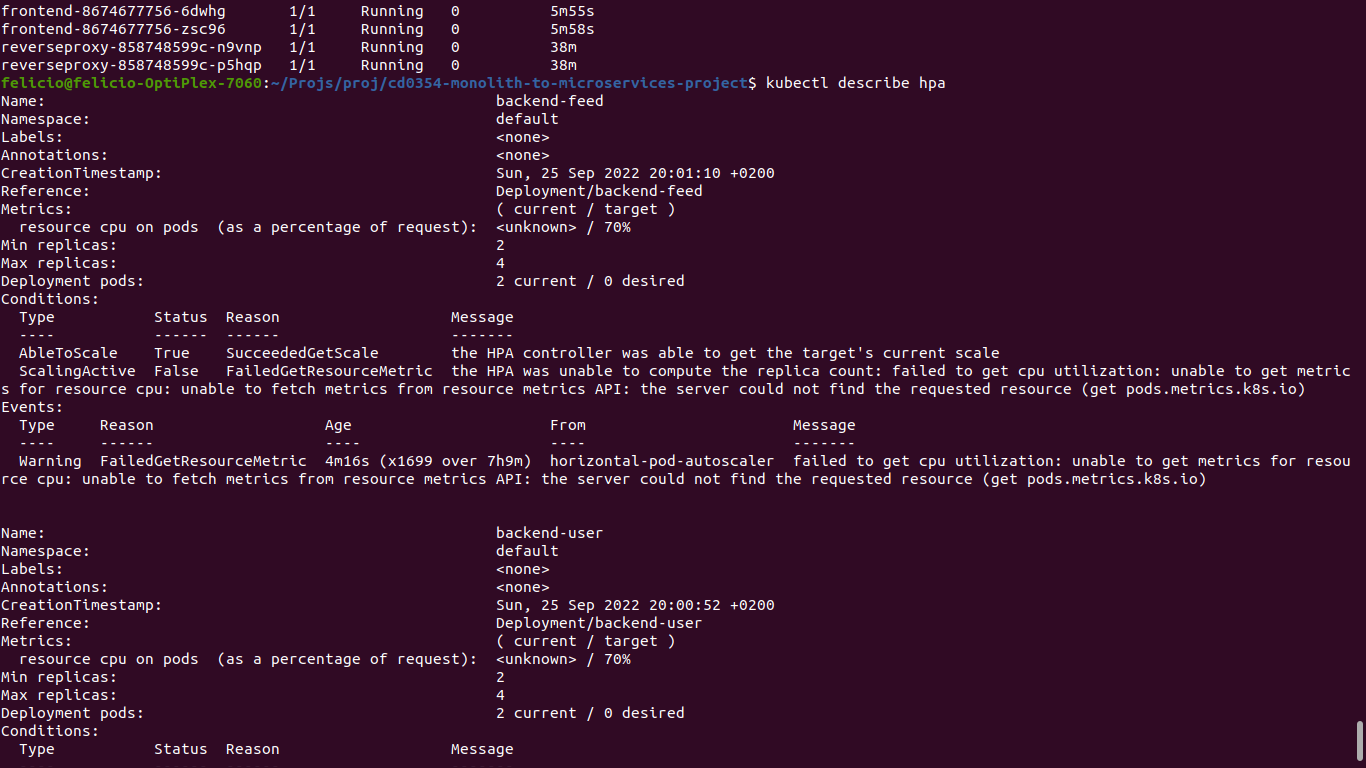 frontend-8674677756-6dwhg       1/1     Running   0          5m55s
frontend-8674677756-zsc96       1/1     Running   0          5m58s
reverseproxy-858748599c-n9vnp   1/1     Running   0          38m
reverseproxy-858748599c-p5hqp   1/1     Running   0          38m
felicio@felicio-OptiPlex-7060:~/Projs/proj/cd0354-monolith-to-microservices-project$ kubectl describe hpa
Name:                                                  backend-feed
Namespace:                                             default
Labels:                                                <none>
Annotations:                                           <none>
CreationTimestamp:                                     Sun, 25 Sep 2022 20:01:10 +0200
Reference:                                             Deployment/backend-feed
Metrics:                                               ( current / target )
  resource cpu on pods  (as a percentage of request):  <unknown> / 70%
Min replicas:                                          2
Max replicas:                                          4
Deployment pods:                                       2 current / 0 desired
Conditions:
  Type           Status  Reason                   Message
  ----           ------  ------                   -------
  AbleToScale    True    SucceededGetScale        the HPA controller was able to get the target's current scale
  ScalingActive  False   FailedGetResourceMetric  the HPA was unable to compute the replica count: failed to get cpu utilization: unable to get metric
s for resource cpu: unable to fetch metrics from resource metrics API: the server could not find the requested resource (get pods.metrics.k8s.io)
Events:
  Type     Reason                   Age                      From                       Message
  ----     ------                   ----                     ----                       -------
  Warning  FailedGetResourceMetric  4m16s (x1699 over 7h9m)  horizontal-pod-autoscaler  failed to get cpu utilization: unable to get metrics for resou
rce cpu: unable to fetch metrics from resource metrics API: the server could not find the requested resource (get pods.metrics.k8s.io)
Name:                                                  backend-user
Namespace:                                             default
Labels:                                                <none>
Annotations:                                           <none>
CreationTimestamp:                                     Sun, 25 Sep 2022 20:00:52 +0200
Reference:                                             Deployment/backend-user
Metrics:                                               ( current / target )
  resource cpu on pods  (as a percentage of request):  <unknown> / 70%
Min replicas:                                          2
Max replicas:                                          4
Deployment pods:                                       2 current / 0 desired
Conditions:
  Type           Status  Reason                   Message